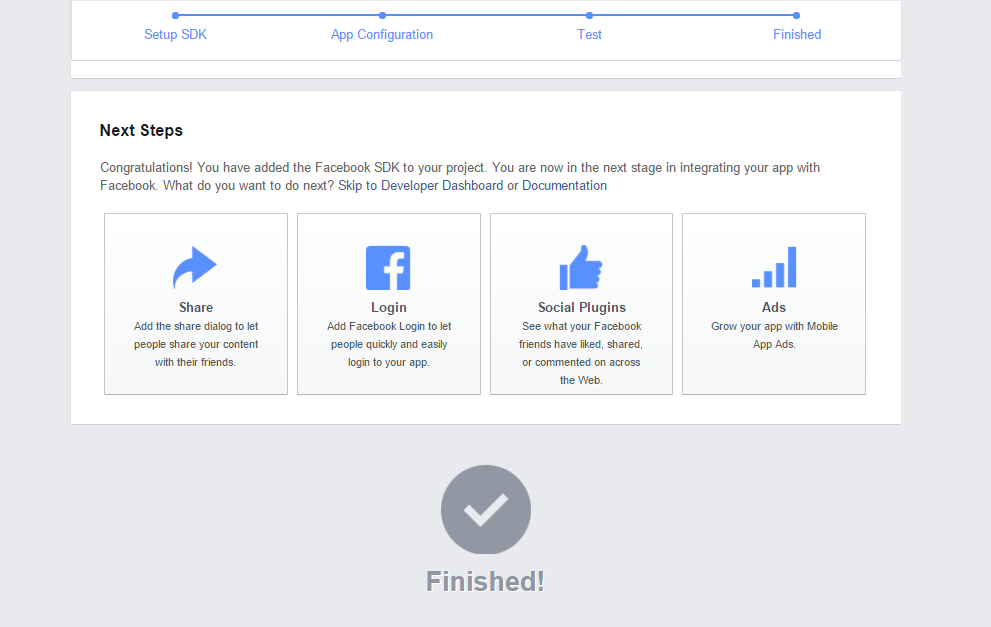 Setup SDK
App Configuration
Test
Finished
Next Steps
Congratulations! You have added the Facebook SDK to your project. You are now in the next stage in integrating your app with
Facebook. What do you want to do next? Skip to Developer Dashboard or Documentation
Share
Add the share dialog to let
people share your content
with their friends.
Login
Add Facebook Login to let
people quickly and easily
login to your app.
Social Plugins
See what your Facebook
friends have liked, shared,
or commented on across
the Web.
Ads
Grow your app with Mobile
App Ads.
Finished!